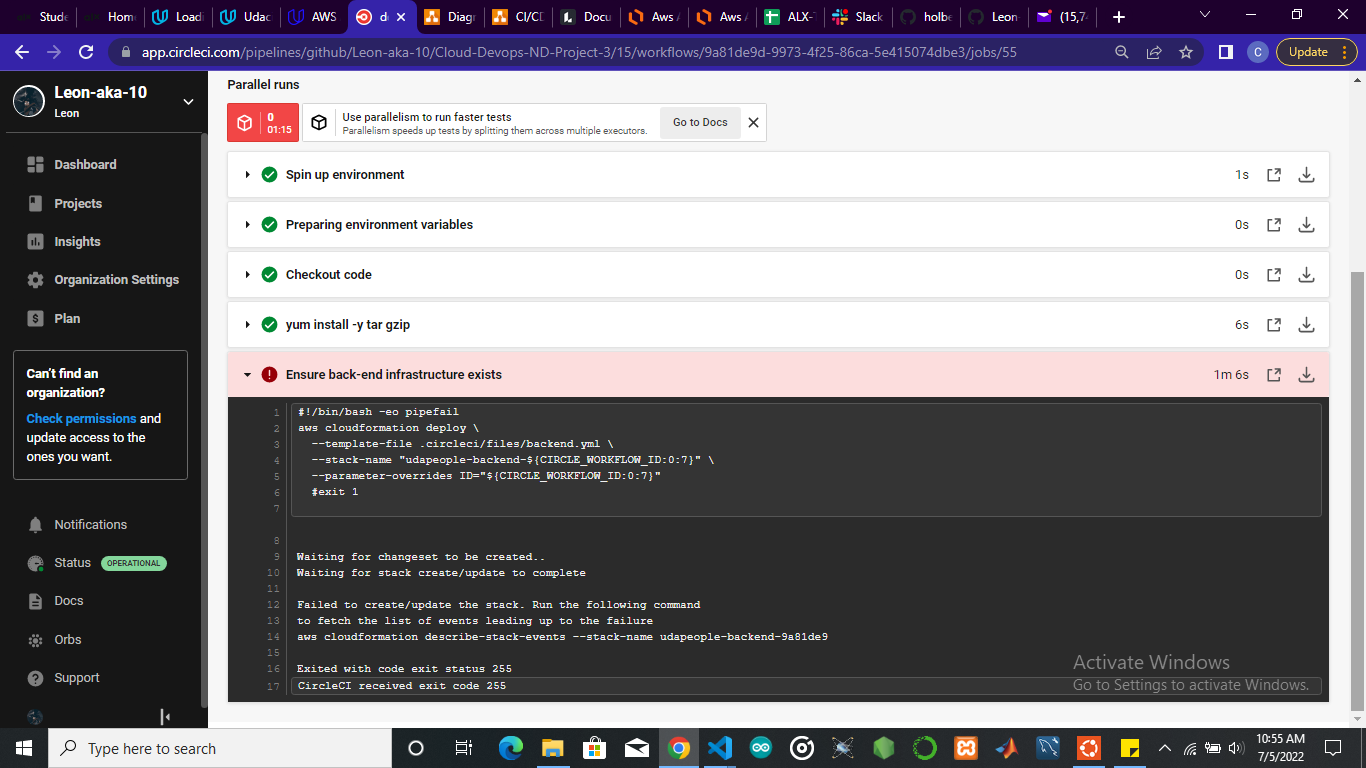 Stude
Hom
Loadi
Udac
AWS
d
Diagr
CI/CD
Docu
Aws A
Aws A
ALX-T
Slack
holbe
Leon-
(15,7
app.circleci.com/pipelines/github/Leon-aka-10/Cloud-Devops-ND-Project-3/15/workflows/9a81de9d-9973-4f25-86ca-5e415074dbe3/jobs/55
C
Update
Leon-aka-10
Leon
Dashboard
Projects
Insights
Organization Settings
Plan
Can't find an
organization?
Check permissions and
update access to the
ones you want.
Notifications
Status OPERATIONAL
Docs
Orbs
Support
Parallel runs
0
01:15
Use parallelism to run faster tests
Parallelism speeds up tests by splitting them across multiple executors.
Go to Docs
Spin up environment 1s
Preparing environment variables 0s
Checkout code 0s
yum install -y tar gzip 6s
Ensure back-end infrastructure exists 1m 6s
1 #!/bin/bash -eo pipefail
2 aws cloudformation deploy \
3 --template-file .circleci/files/backend.yml \
4 --stack-name "udapeople-backend-${CIRCLE_WORKFLOW_ID:0:7}" \
5 --parameter-overrides ID="${CIRCLE_WORKFLOW_ID:0:7}"
6 #exit 1
7
8
9 Waiting for changeset to be created..
10 Waiting for stack create/update to complete
11
12 Failed to create/update the stack. Run the following command
13 to fetch the list of events leading up to the failure
14 aws cloudformation describe-stack-events --stack-name udapeople-backend-9a81de9
15
16 Exited with code exit status 255
17 CircleCI received exit code 255
Activate Windows
Go to Settings to activate Windows.
Type here to search
10:55 AM
7/5/2022